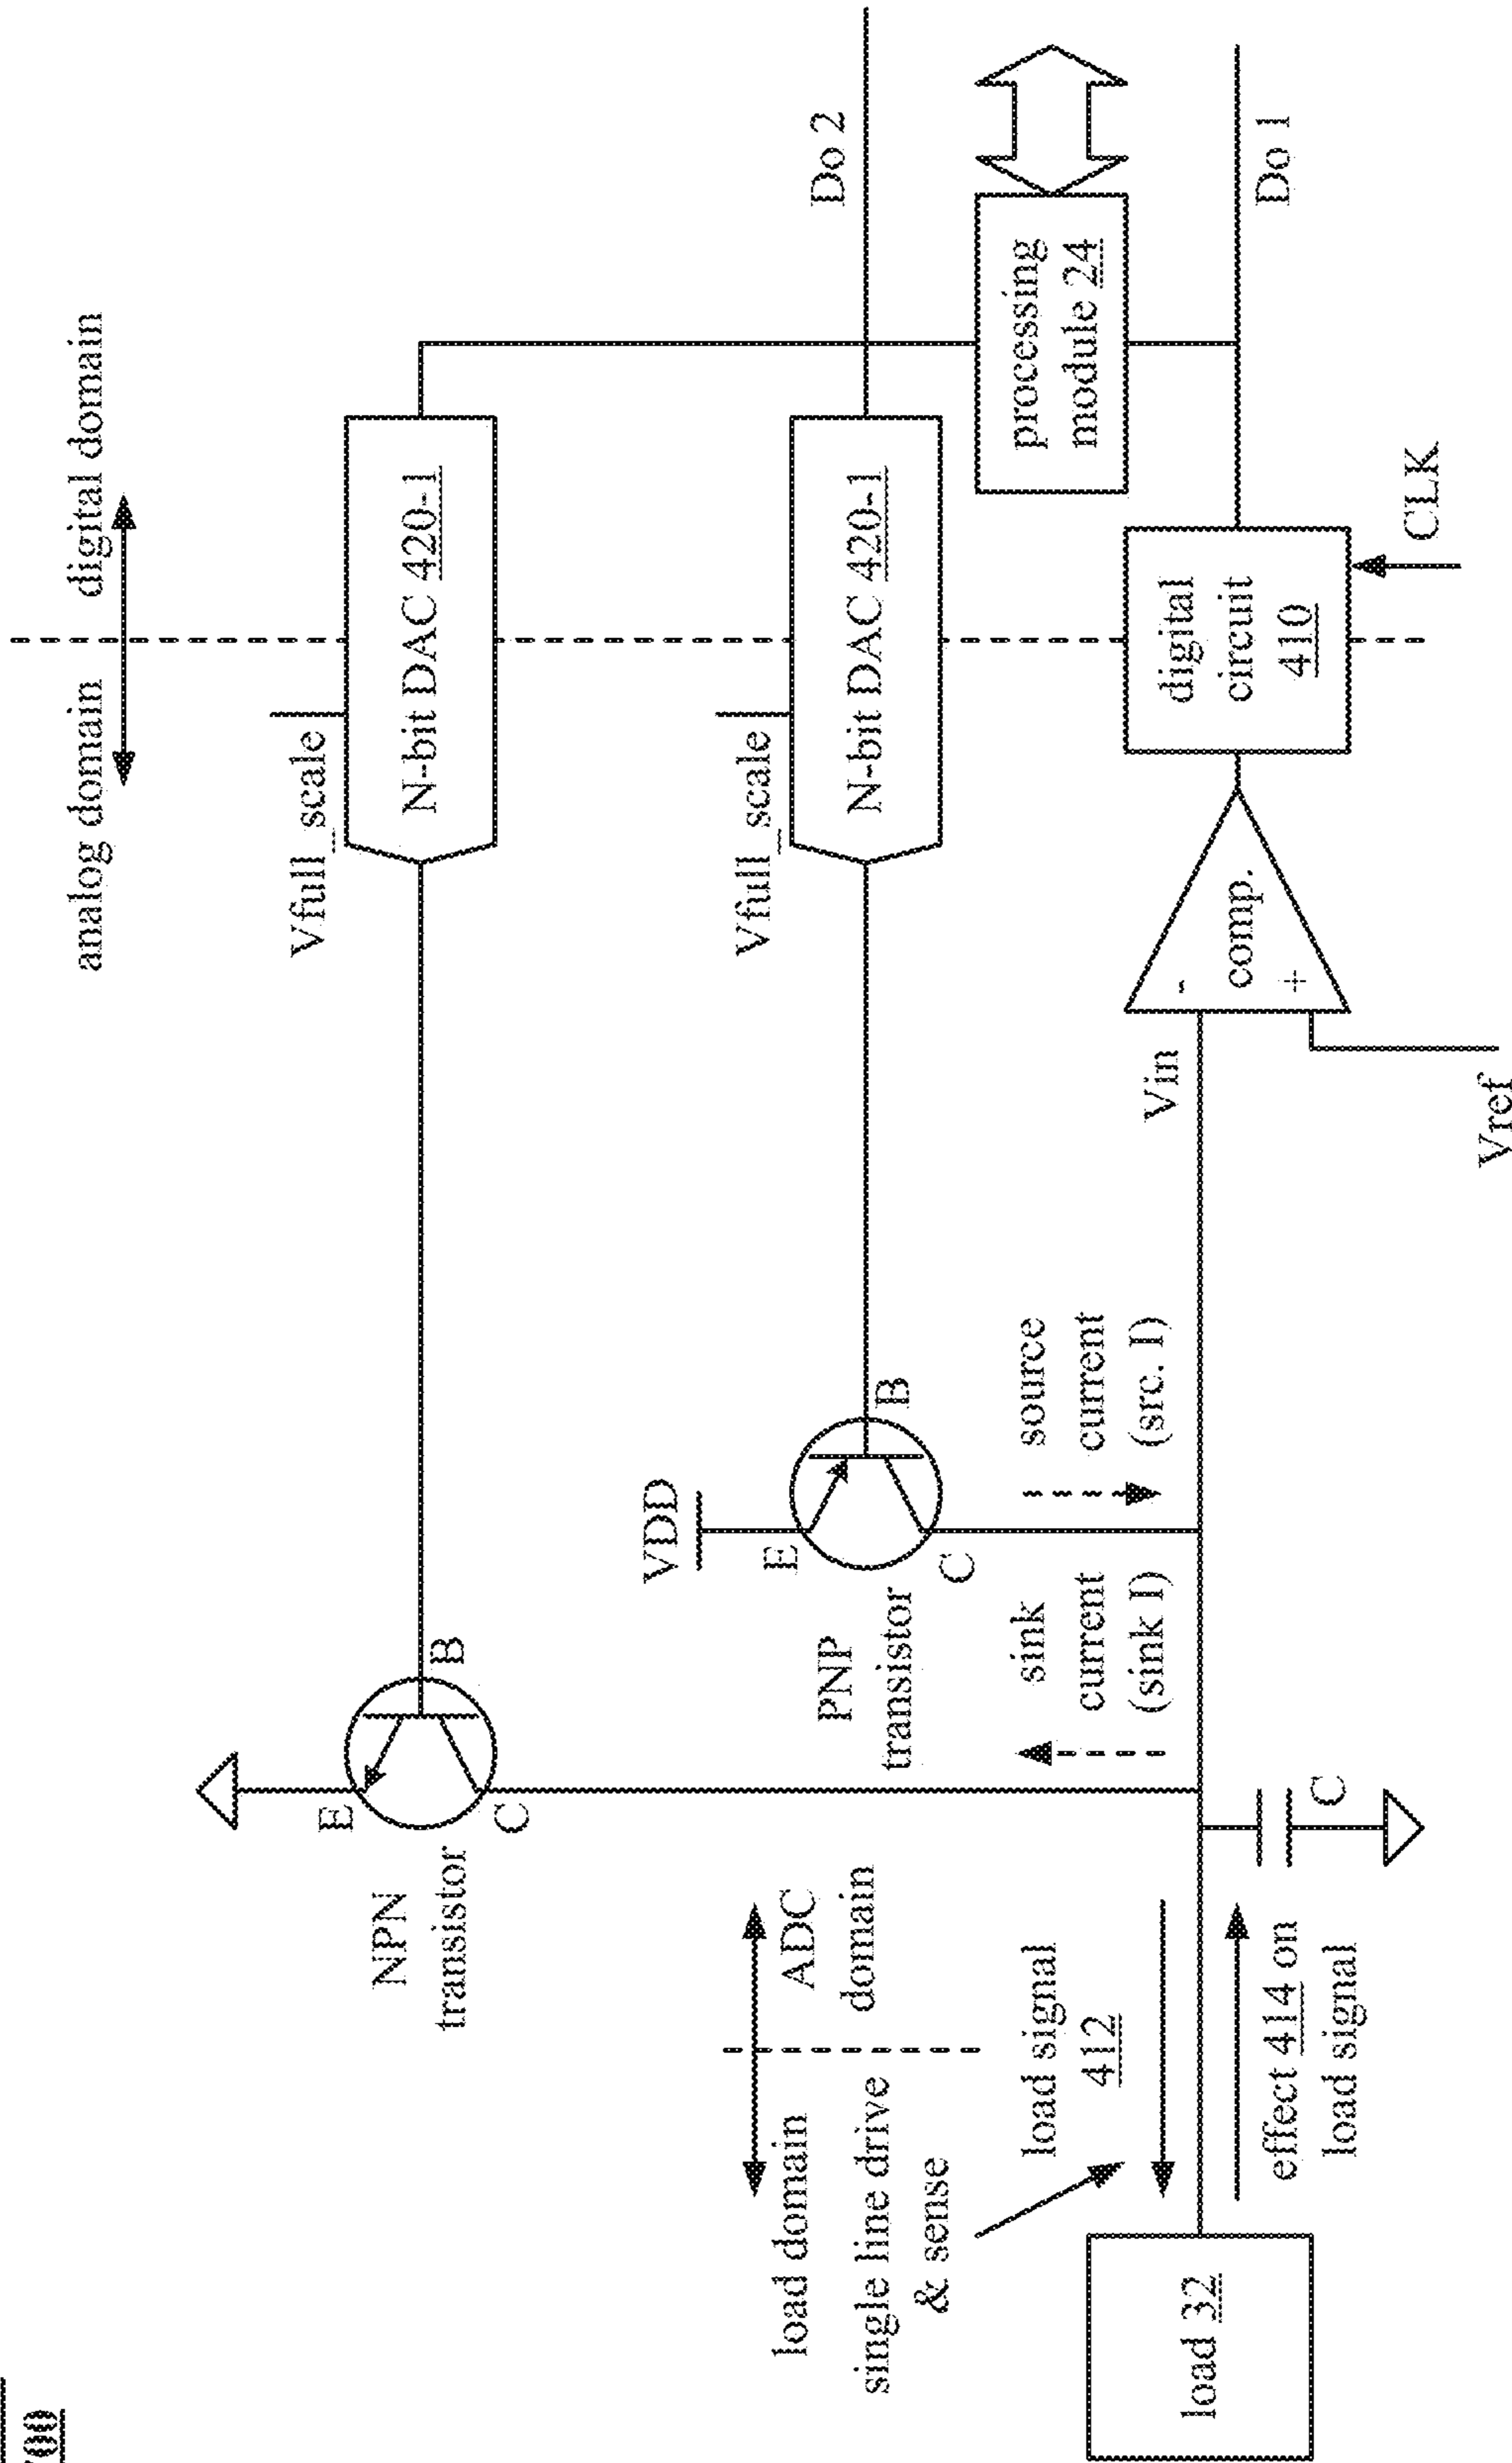 analog domain
digital domain
Vfull_scale
N-bit DAC 420-1
E
B
C
NPN
transistor
Vfull_scale
N-bit DAC 420-1
Do 2
VDD
E
B
C
PNP
transistor
load domain
ADC
domain
single line drive
& sense
load signal
412
sink
current
(sink I)
source
current
(src. I)
processing
module 24
Vin
-
comp.
+
digital
circuit
410
Do 1
load 32
effect 414 on
load signal
C
Vref
CLK